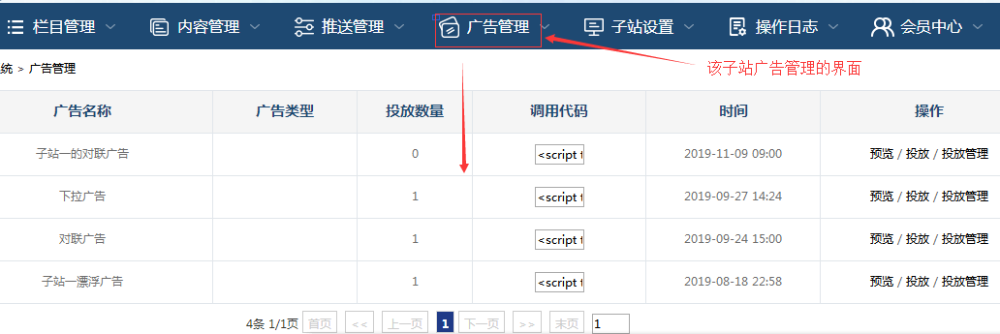 栏目管理 内容管理 推送管理 广告管理 子站设置 操作日志 会员中心
统 > 广告管理
该子站广告管理的界面
广告名称 广告类型 投放数量 调用代码 时间 操作
子站一的对联广告 0 <script t 2019-11-09 09:00 预览 / 投放 / 投放管理
下拉广告 1 <script t 2019-09-27 14:24 预览 / 投放 / 投放管理
对联广告 1 <script t 2019-09-24 15:00 预览 / 投放 / 投放管理
子站一漂浮广告 1 <script t 2019-08-18 22:58 预览 / 投放 / 投放管理
4条 1/1页 首页 << 上一页 1 下一页 >> 末页 1